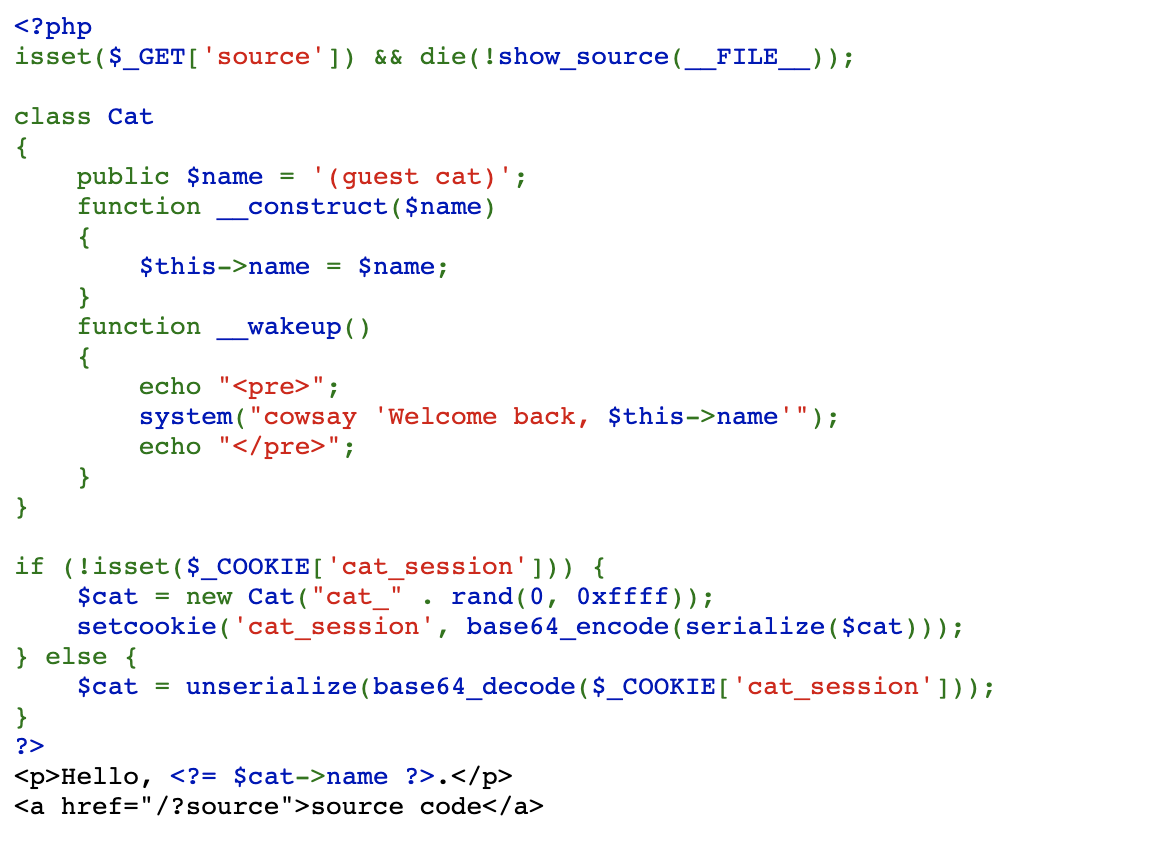 <?php
isset($_GET['source']) && die(!show_source(__FILE__));

class Cat
{
    public $name = '(guest cat)';
    function __construct($name)
    {
        $this->name = $name;
    }
    function __wakeup()
    {
        echo "<pre>";
        system("cowsay 'Welcome back, $this->name'");
        echo "</pre>";
    }
}

if (!isset($_COOKIE['cat_session'])) {
    $cat = new Cat("cat_" . rand(0, 0xffff));
    setcookie('cat_session', base64_encode(serialize($cat)));
} else {
    $cat = unserialize(base64_decode($_COOKIE['cat_session']));
}
?>
<p>Hello, <?= $cat->name ?>.</p>
<a href="/?source">source code</a>